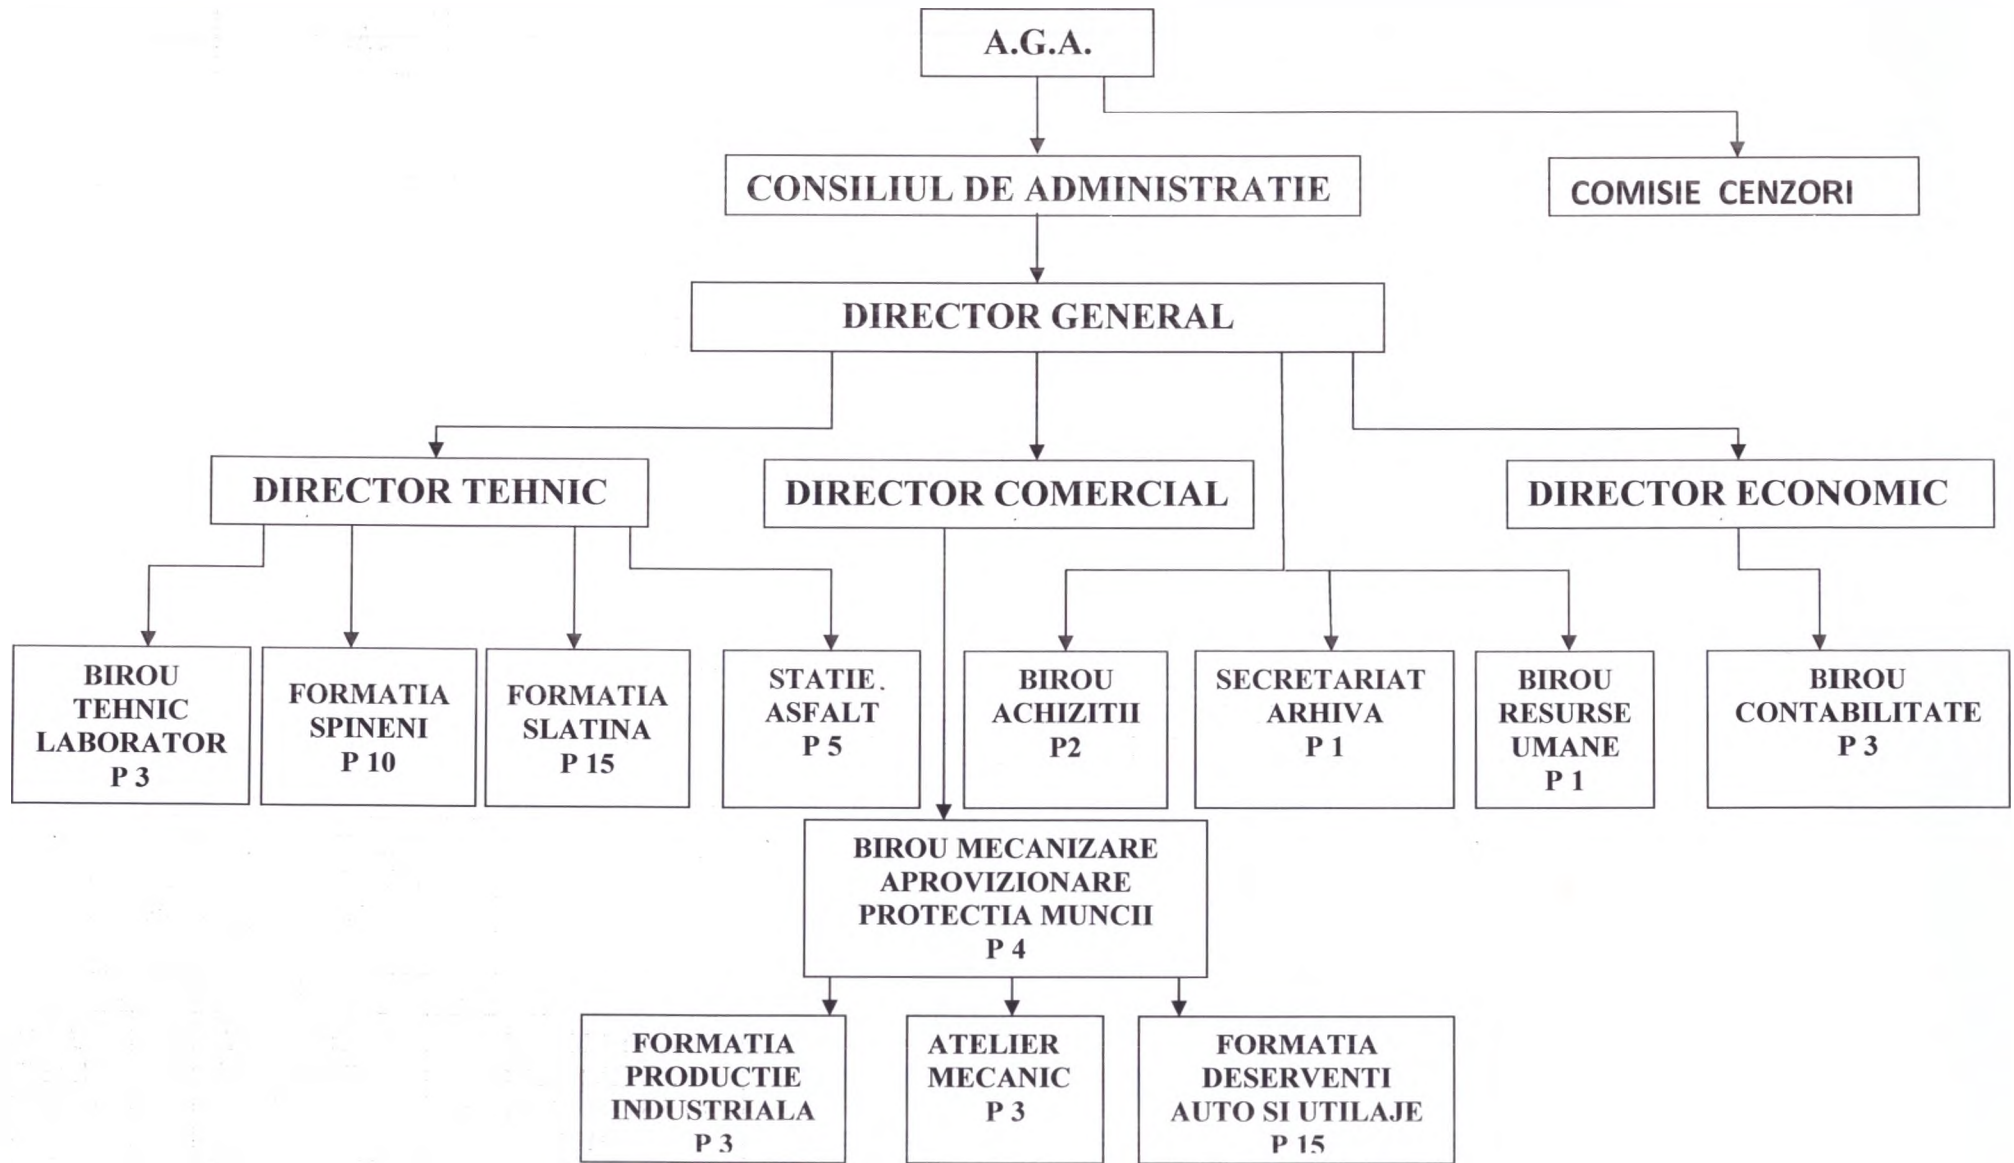 A.G.A.
CONSILIUL DE ADMINISTRATIE
COMISIE CENZORI
DIRECTOR GENERAL
DIRECTOR TEHNIC
DIRECTOR COMERCIAL
DIRECTOR ECONOMIC
BIROU
TEHNIC
LABORATOR
P 3
FORMATIA
SPINENI
P 10
FORMATIA
SLATINA
P 15
STATIE.
ASFALT
P 5
BIROU
ACHIZITII
P2
SECRETARIAT
ARHIVA
P 1
BIROU
RESURSE
UMANE
P 1
BIROU
CONTABILITATE
P 3
BIROU MECANIZARE
APROVIZIONARE
PROTECTIA MUNCII
P 4
FORMATIA
PRODUCTIE
INDUSTRIALA
P 3
ATELIER
MECANIC
P 3
FORMATIA
DESERVENTI
AUTO SI UTILAJE
P 15